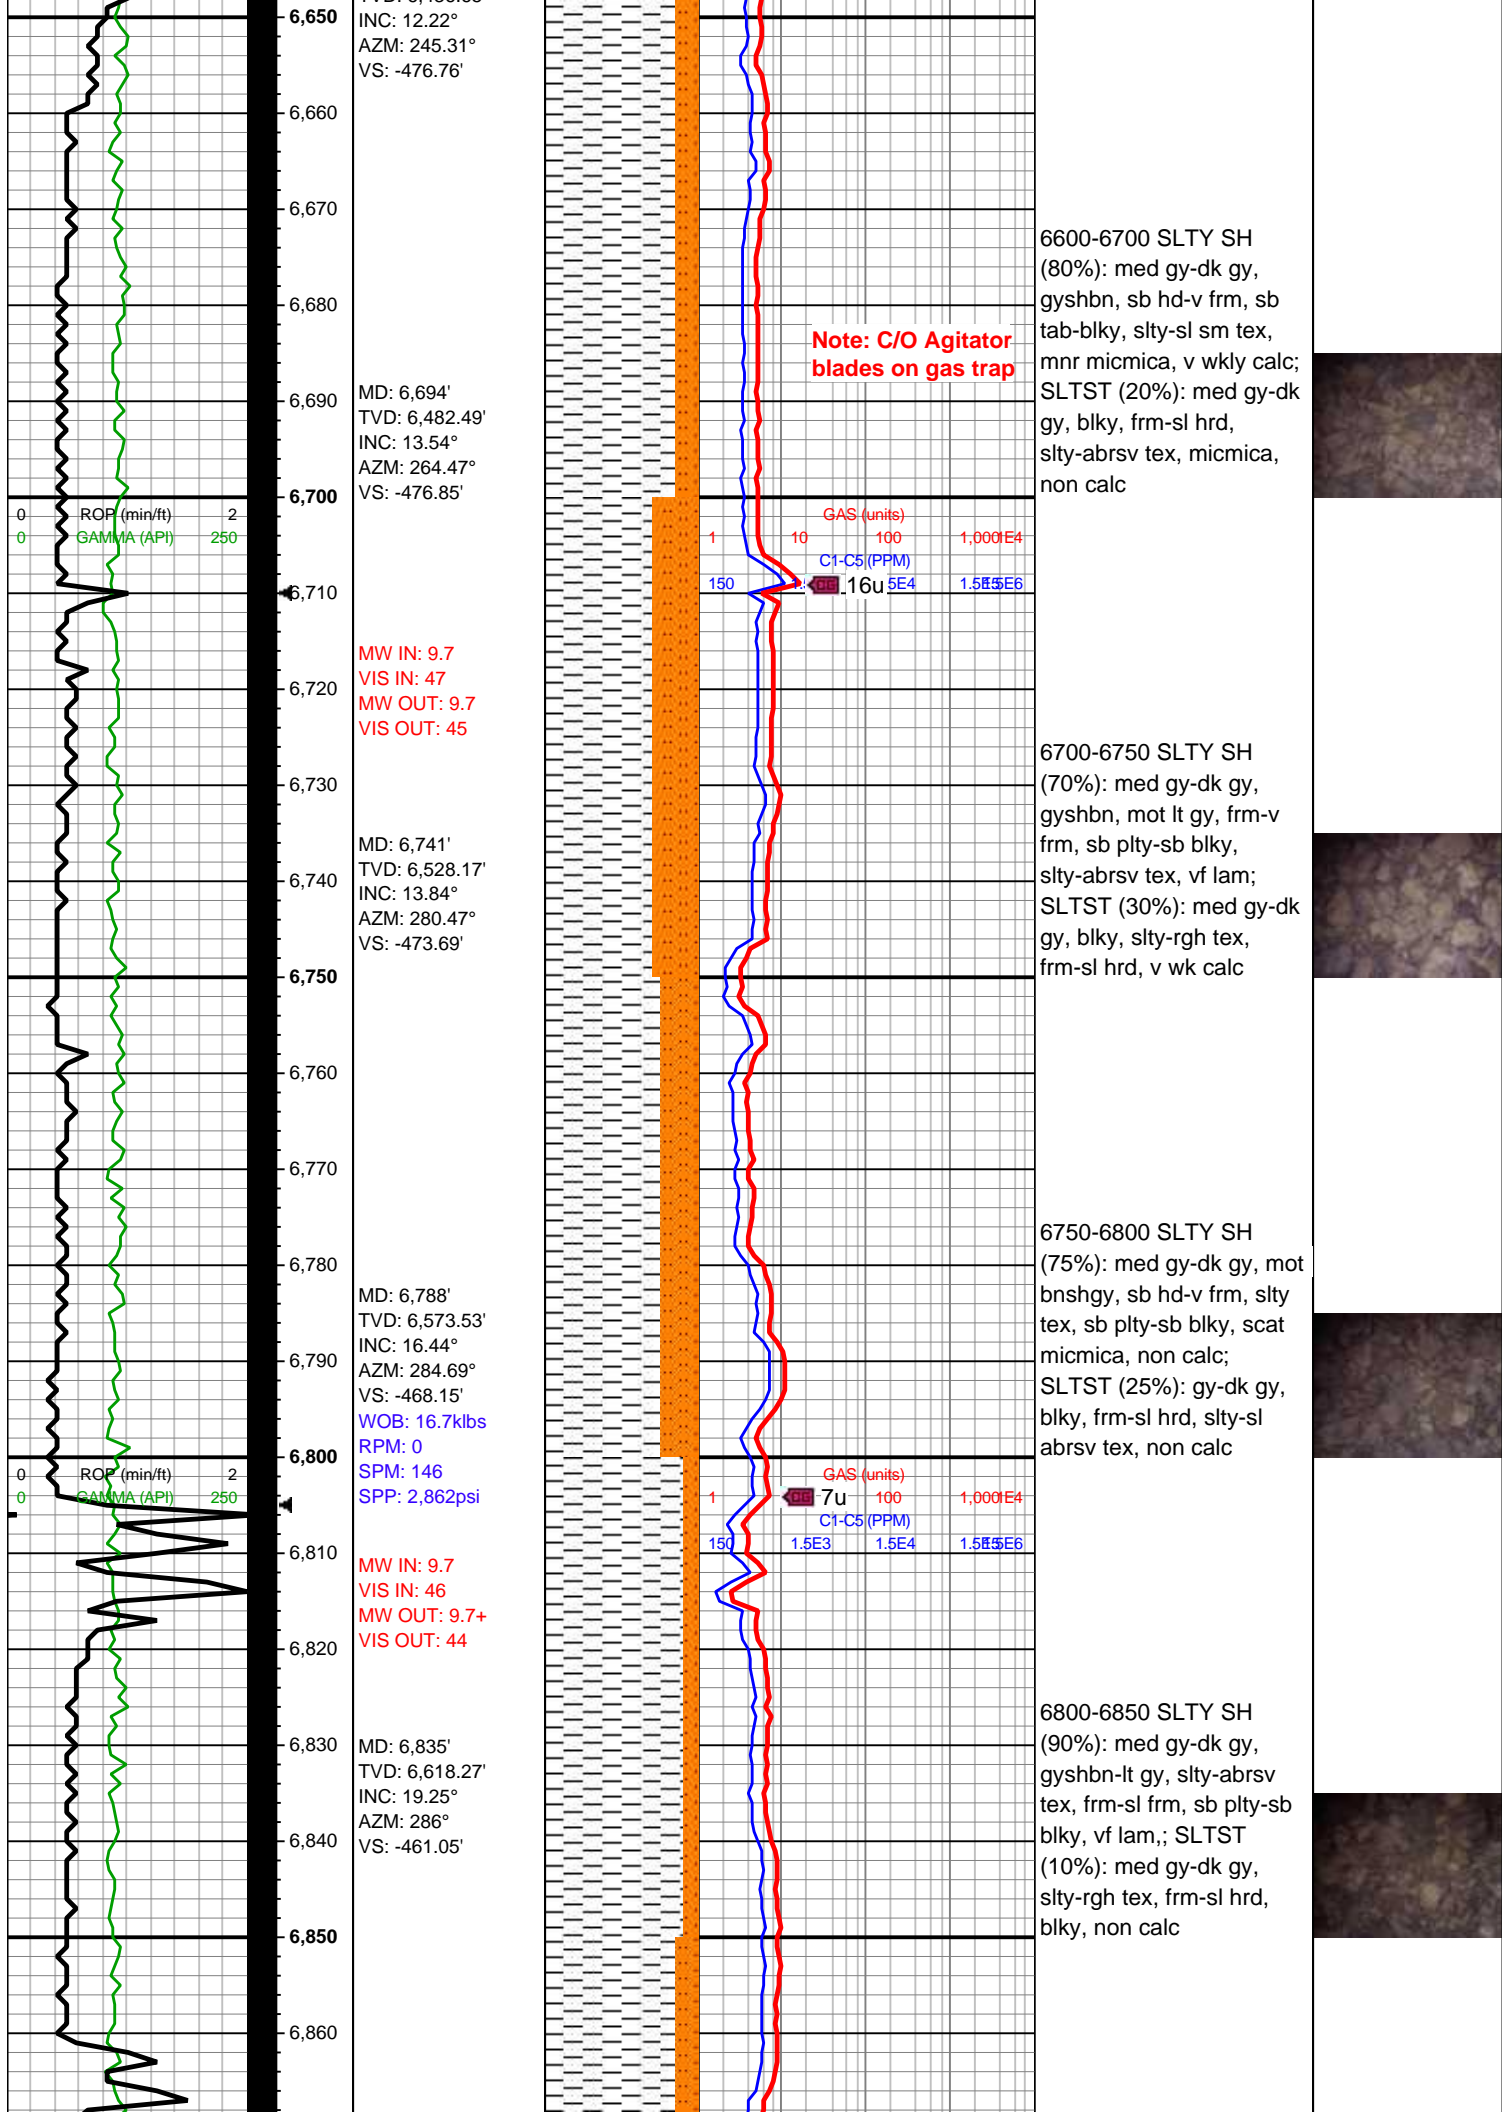 6,650
INC: 12.22°
AZM: 245.31°
VS: -476.76'
6,660
6,670
6600-6700 SLTY SH
(80%): med gy-dk gy,
gyshbn, sb hd-v frm, sb
tab-blky, slty-sl sm tex,
mnr micmica, v wkly calc;
SLTST (20%): med gy-dk
gy, blky, frm-sl hrd,
slty-abrsv tex, micmica,
non calc
6,680
Note: C/O Agitator
blades on gas trap
6,690
MD: 6,694'
TVD: 6,482.49'
INC: 13.54°
AZM: 264.47°
VS: -476.85'
6,700
0 ROP (min/ft) 2
0 GAMMA (API) 250
GAS (units)
1 10 100 1,000 1E4
C1-C5 (PPM)
150 5E4 1.5E5 1.5E6
CG 16u
6,710
MW IN: 9.7
VIS IN: 47
MW OUT: 9.7
VIS OUT: 45
6,720
6,730
6700-6750 SLTY SH
(70%): med gy-dk gy,
gyshbn, mot lt gy, frm-v
frm, sb plty-sb blky,
slty-abrsv tex, vf lam;
SLTST (30%): med gy-dk
gy, blky, slty-rgh tex,
frm-sl hrd, v wk calc
MD: 6,741'
TVD: 6,528.17'
INC: 13.84°
AZM: 280.47°
VS: -473.69'
6,740
6,750
6,760
6,770
6,780
6750-6800 SLTY SH
(75%): med gy-dk gy, mot
bnshgy, sb hd-v frm, slty
tex, sb plty-sb blky, scat
micmica, non calc;
SLTST (25%): gy-dk gy,
blky, frm-sl hrd, slty-sl
abrsv tex, non calc
MD: 6,788'
TVD: 6,573.53'
INC: 16.44°
AZM: 284.69°
VS: -468.15'
WOB: 16.7klbs
RPM: 0
SPM: 146
SPP: 2,862psi
6,790
6,800
0 ROP (min/ft) 2
0 GAMMA (API) 250
GAS (units)
1 CG 7u 100 1,000 1E4
C1-C5 (PPM)
150 1.5E3 1.5E4 1.5E5 1.5E6
6,810
MW IN: 9.7
VIS IN: 46
MW OUT: 9.7+
VIS OUT: 44
6,820
6,830
MD: 6,835'
TVD: 6,618.27'
INC: 19.25°
AZM: 286°
VS: -461.05'
6800-6850 SLTY SH
(90%): med gy-dk gy,
gyshbn-lt gy, slty-abrsv
tex, frm-sl frm, sb plty-sb
blky, vf lam,; SLTST
(10%): med gy-dk gy,
slty-rgh tex, frm-sl hrd,
blky, non calc
6,840
6,850
6,860